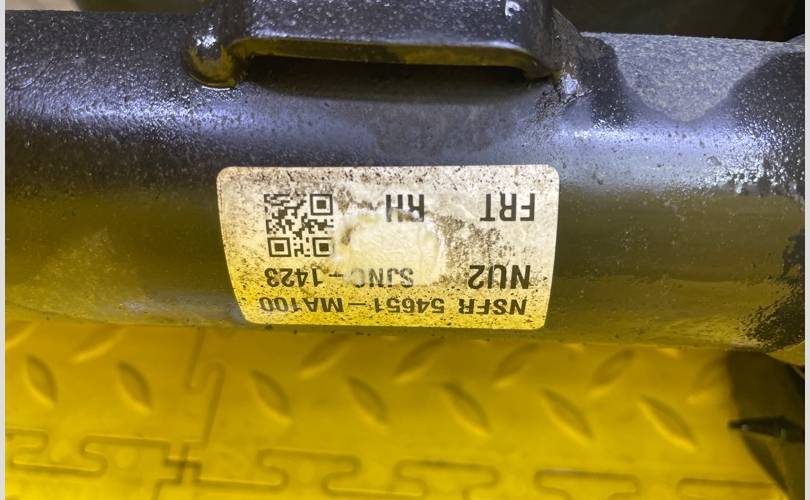 NSFR 54651-MA100
NU2 SJNC-1423
FRT RH